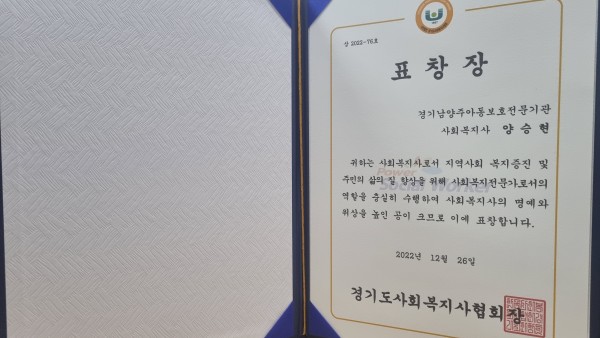 상 2022-76호
표창장
경기남양주아동보호전문기관
사회복지사 양승현
귀하는 사회복지사로서 지역사회 복지증진 및
주민의 삶의 질 향상을 위해 사회복지전문가로서의
역할을 충실히 수행하여 사회복지사의 명예와
위상을 높인 공이 크므로 이에 표창합니다.
Power
Social Worker
2022년 12월 26일
경기도사회복지사협회장